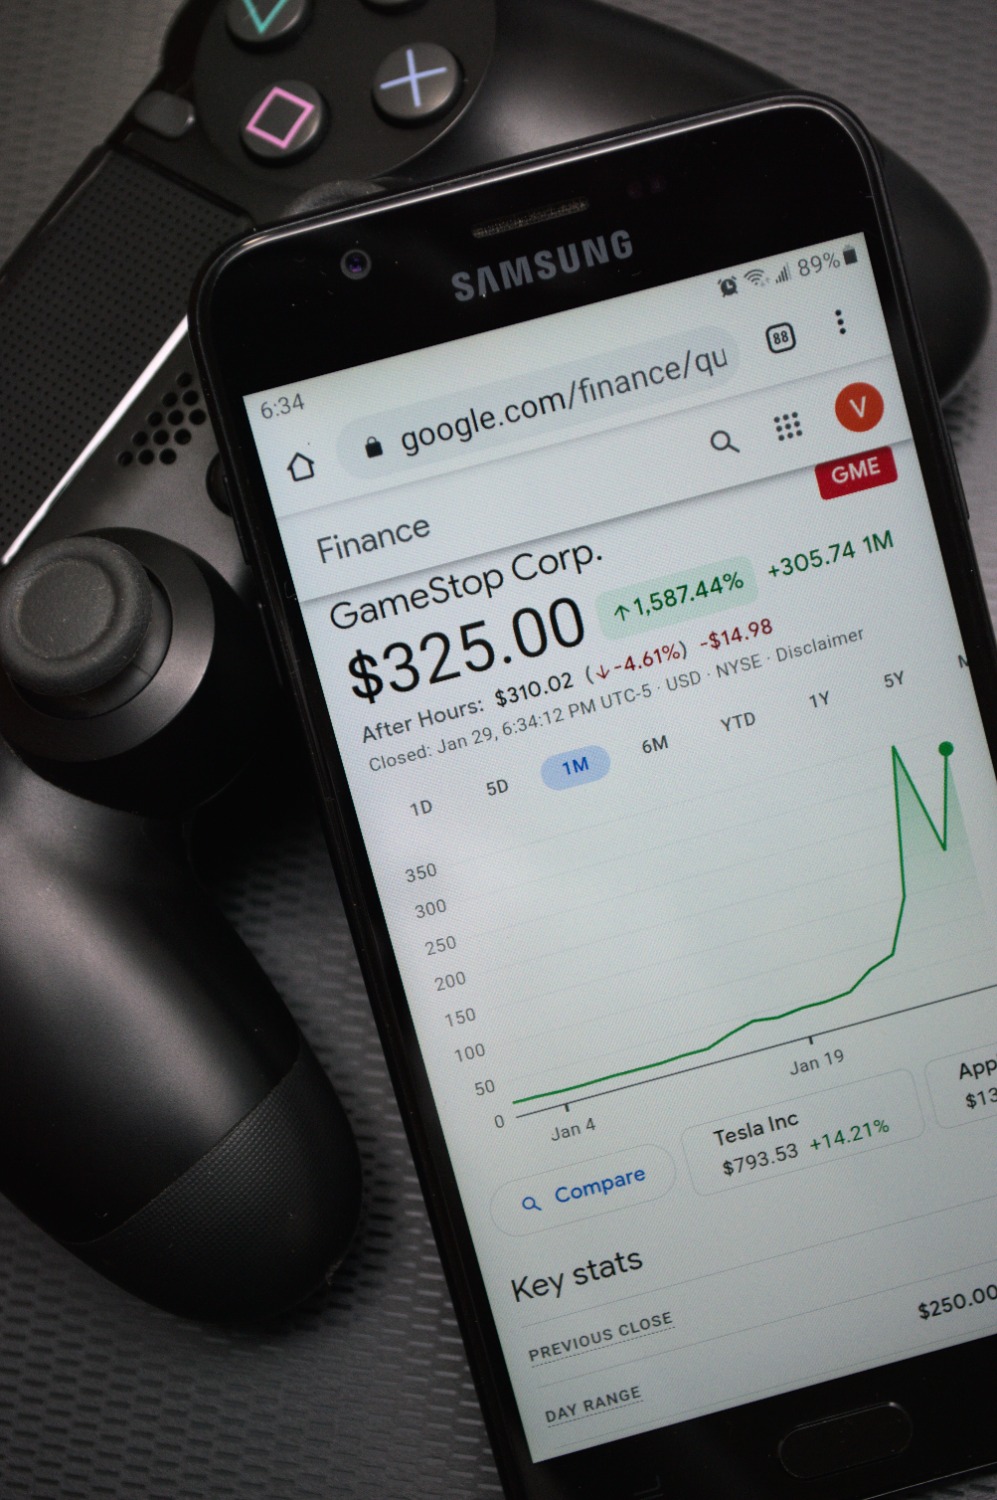 SAMSUNG
6:34 89%
google.com/finance/qu 88
Finance V
GME
GameStop Corp.
$325.00 ↑1,587.44% +305.74 1M
After Hours: $310.02 (↓-4.61%) -$14.98
Closed: Jan 29, 6:34:12 PM UTC-5 · USD · NYSE · Disclaimer
1D 5D 1M 6M YTD 1Y 5Y M
350
300
250
200
150
100
50
0
Jan 4 Jan 19
Compare
Tesla Inc
$793.53 +14.21%
App
$13
Key stats
PREVIOUS CLOSE $250.00
DAY RANGE